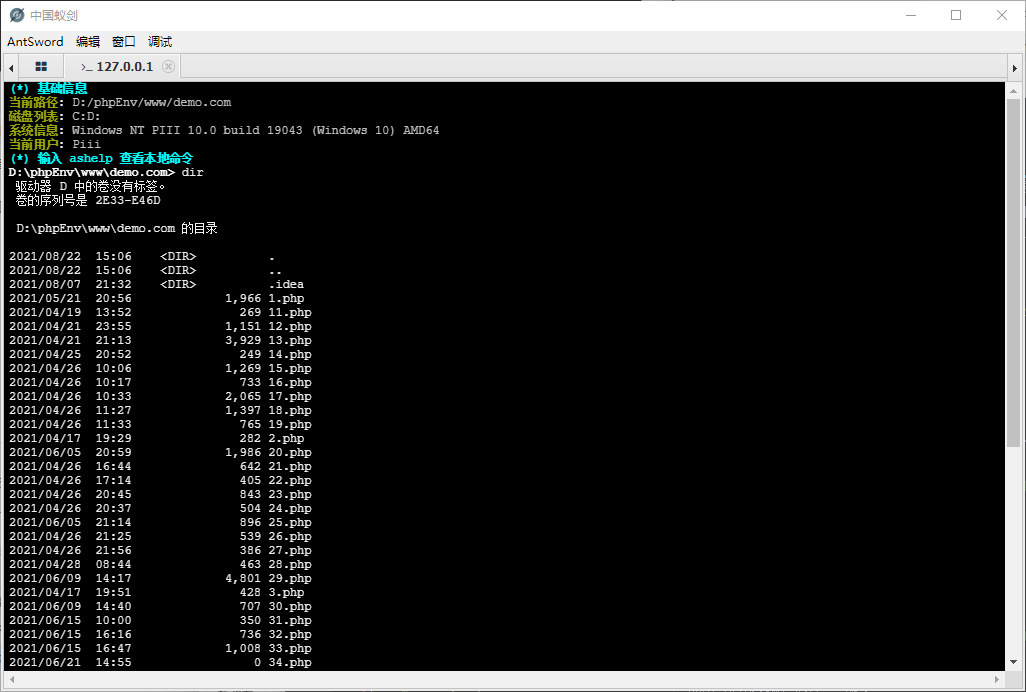 中国蚁剑
AntSword 编辑 窗口 调试
>_ 127.0.0.1
(*) 基础信息
当前路径: D:/phpEnv/www/demo.com
磁盘列表: C:D:
系统信息: Windows NT PIII 10.0 build 19043 (Windows 10) AMD64
当前用户: Piii
(*) 输入 ashelp 查看本地命令
D:\phpEnv\www\demo.com> dir
驱动器 D 中的卷没有标签。
卷的序列号是 2E33-E46D
D:\phpEnv\www\demo.com 的目录
2021/08/22  15:06    <DIR>          .
2021/08/22  15:06    <DIR>          ..
2021/08/07  21:32    <DIR>          .idea
2021/05/21  20:56             1,966 1.php
2021/04/19  13:52               269 11.php
2021/04/21  23:55             1,151 12.php
2021/04/21  21:13             3,929 13.php
2021/04/25  20:52               249 14.php
2021/04/26  10:06             1,269 15.php
2021/04/26  10:17               733 16.php
2021/04/26  10:33             2,065 17.php
2021/04/26  11:27             1,397 18.php
2021/04/26  11:33               765 19.php
2021/04/17  19:29               282 2.php
2021/06/05  20:59             1,986 20.php
2021/04/26  16:44               642 21.php
2021/04/26  17:14               405 22.php
2021/04/26  20:45               843 23.php
2021/04/26  20:37               504 24.php
2021/06/05  21:14               896 25.php
2021/04/26  21:25               539 26.php
2021/04/26  21:56               386 27.php
2021/04/28  08:44               463 28.php
2021/06/09  14:17             4,801 29.php
2021/04/17  19:51               428 3.php
2021/06/09  14:40               707 30.php
2021/06/15  10:00               350 31.php
2021/06/15  16:16               736 32.php
2021/06/15  16:47             1,008 33.php
2021/06/21  14:55                 0 34.php